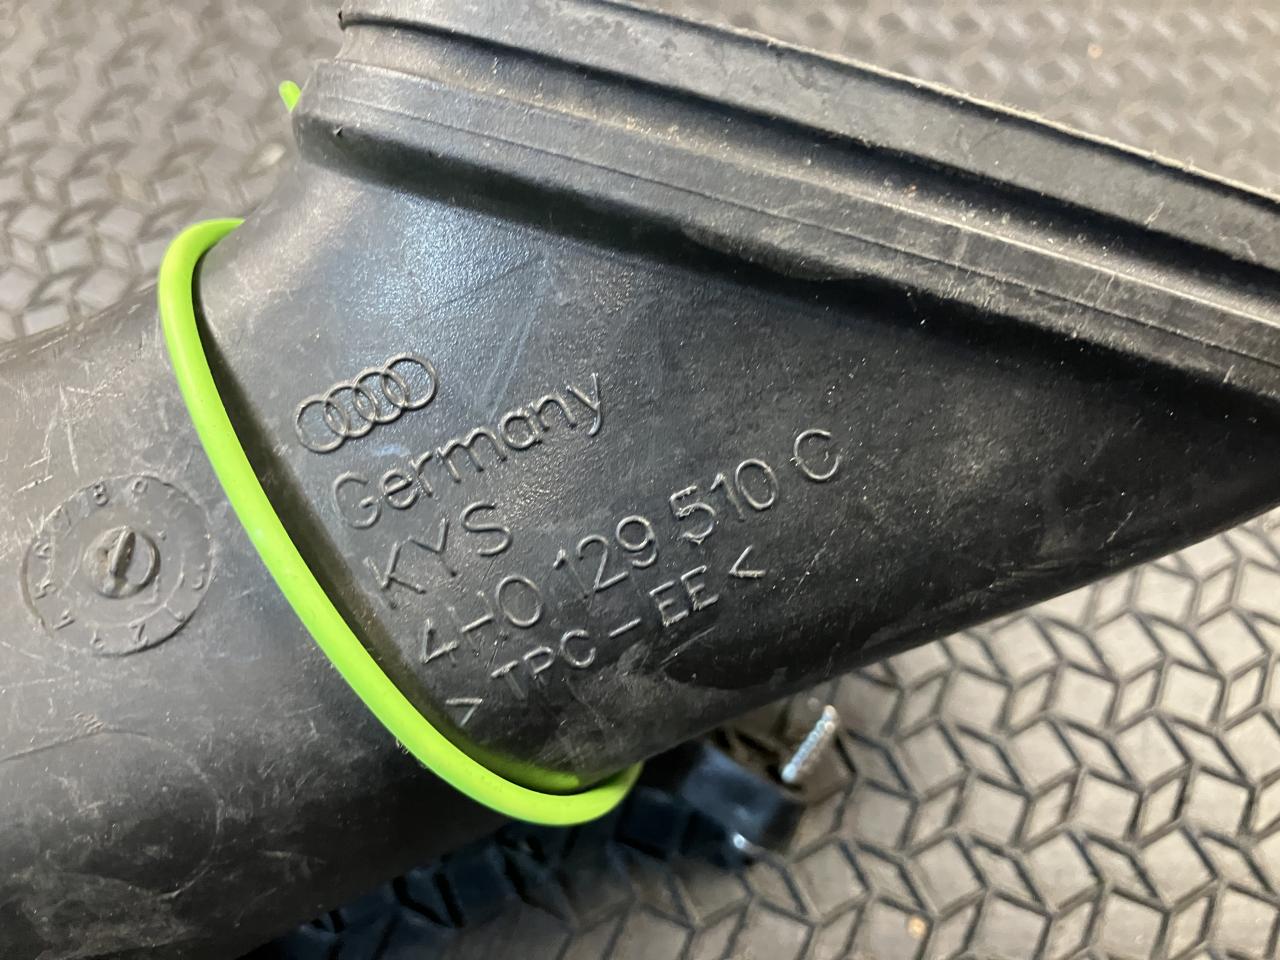 Germany
KYS
4H0 129 510 C
> TPC - EE <